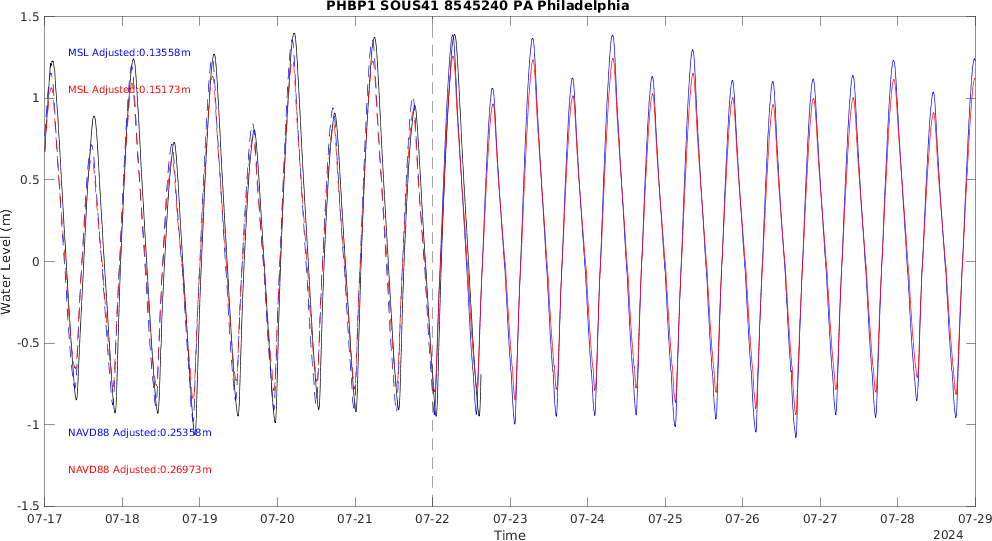 PHBP1 SOUS41 8545240 PA Philadelphia
1.5
MSL Adjusted:0.13558m
MSL Adjusted:0.15173m
1
0.5
0
-0.5
-1
-1.5
Water Level (m)
NAVD88 Adjusted:0.25358m
NAVD88 Adjusted:0.26973m
07-17 07-18 07-19 07-20 07-21 07-22 07-23 07-24 07-25 07-26 07-27 07-28 07-29
Time
2024